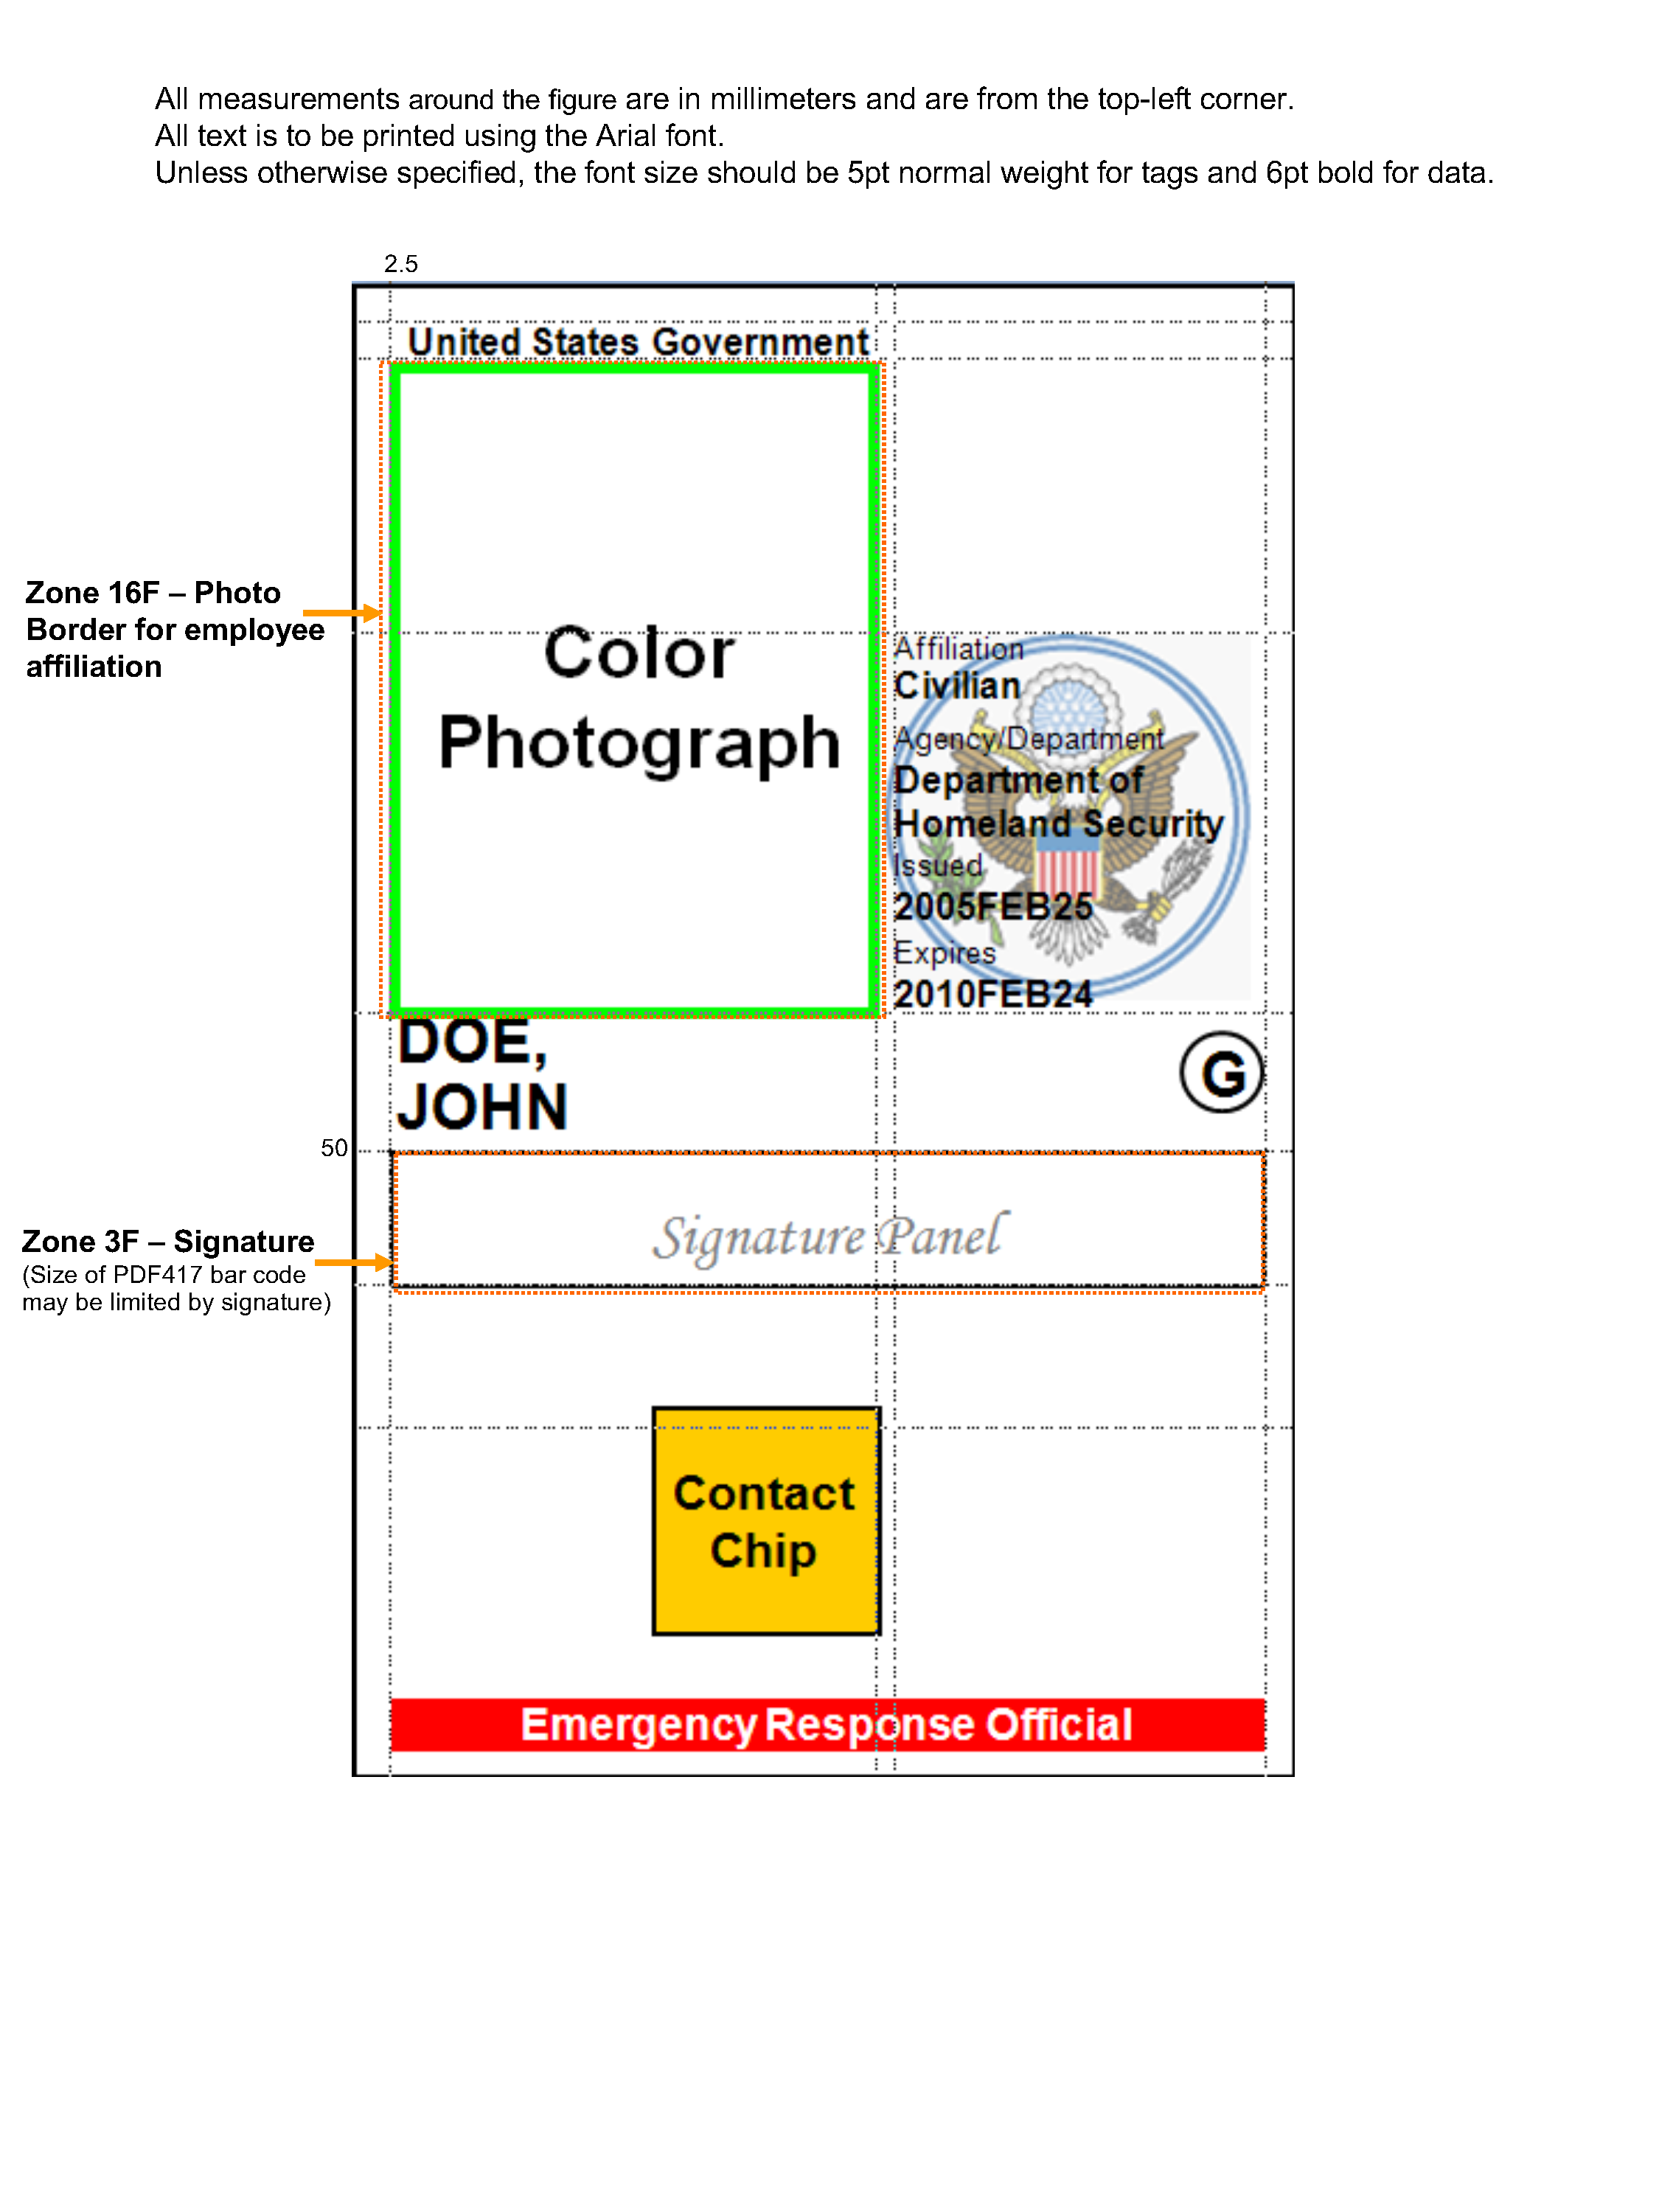 All measurements around the figure are in millimeters and are from the top-left corner.
All text is to be printed using the Arial font.
Unless otherwise specified, the font size should be 5pt normal weight for tags and 6pt bold for data.
2.5
United States Government
Zone 16F – Photo
Border for employee
affiliation
Color
Photograph
Affiliation
Civilian
Agency/Department
Department of
Homeland Security
Issued
2005FEB25
Expires
2010FEB24
DOE,
JOHN
G
50
Signature Panel
Zone 3F – Signature
(Size of PDF417 bar code
may be limited by signature)
Contact
Chip
Emergency Response Official